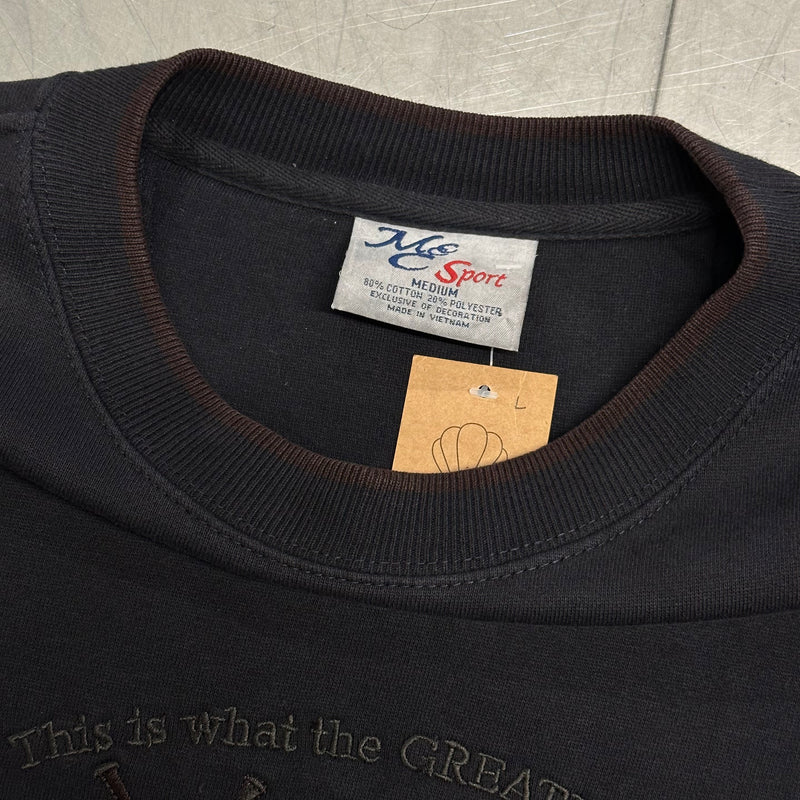 MC Sport
MEDIUM
80% COTTON 20% POLYESTER
EXCLUSIVE OF DECORATION
MADE IN VIETNAM
L
This is what the GREAT